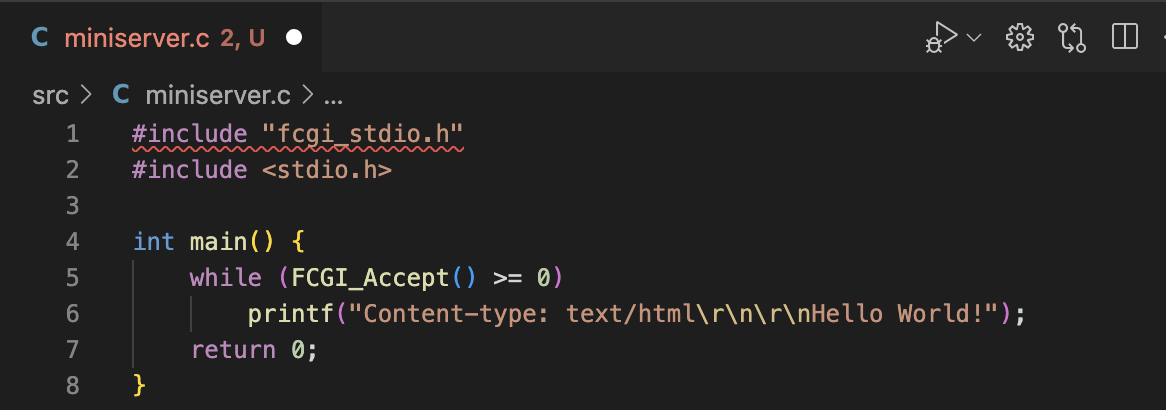 C miniserver.c 2, U
src > C miniserver.c > ...
1 #include "fcgi_stdio.h"
2 #include <stdio.h>
3
4 int main() {
5     while (FCGI_Accept() >= 0)
6         printf("Content-type: text/html\r\n\r\nHello World!");
7     return 0;
8 }